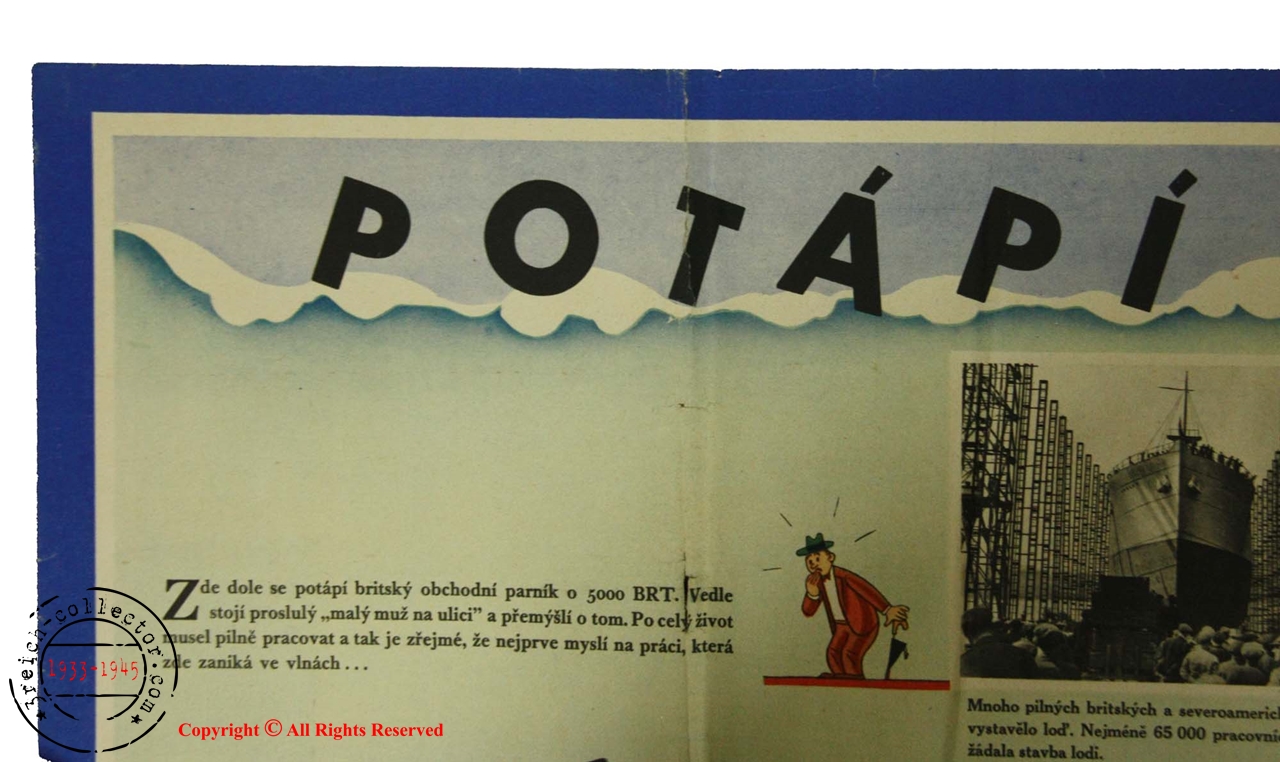 POTÁPÍ
Zde dole se potápí britský obchodní parník o 5000 BRT. Vedle
stojí proslulý „malý muž na ulici” a přemýšlí o tom. Po celý život
musel pilně pracovat a tak je zřejmé, že nejprve myslí na práci, která
zde zaniká ve vlnách ...
Mnoho pilných britských a severoameric
vystavělo loď. Nejméně 65 000 pracovní
žádala stavba lodi.
3reich-collector.com
1933-1945
Copyright © All Rights Reserved